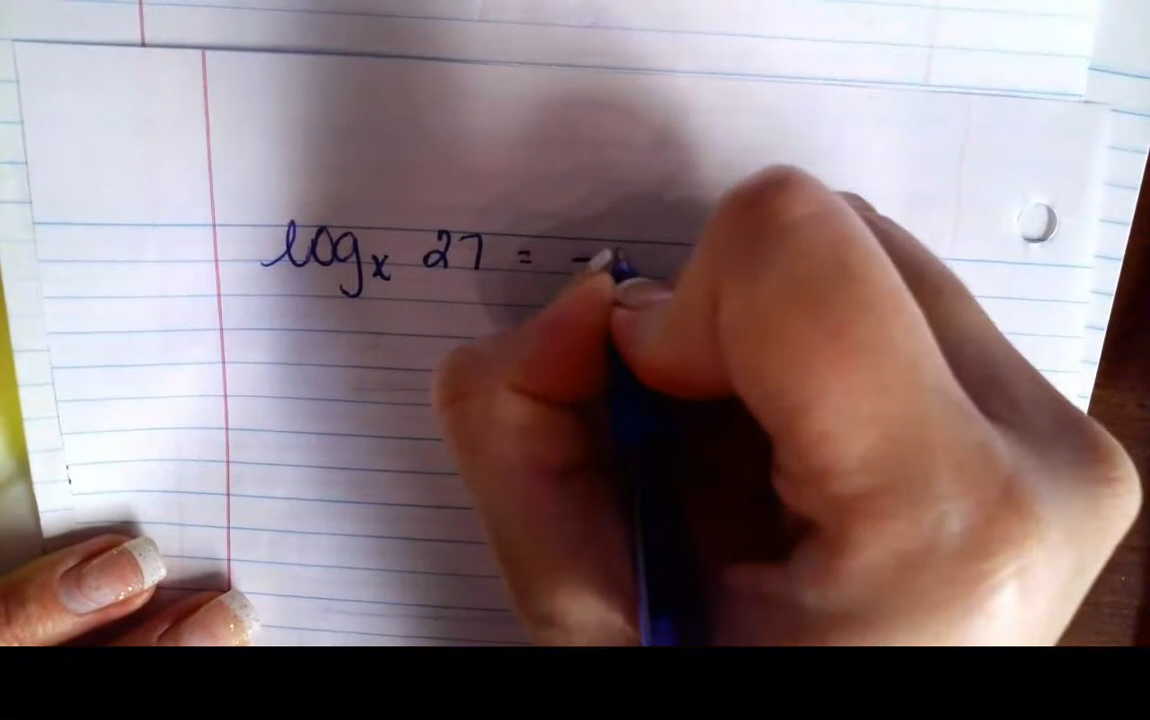 logₓ 27 = -